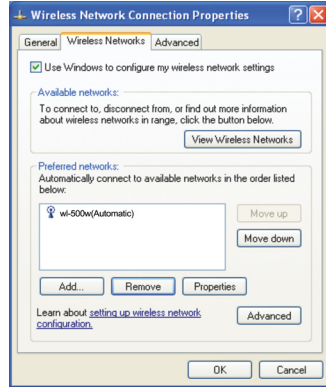 Wireless Network Connection Properties
General Wireless Networks Advanced
Use Windows to configure my wireless network settings
Available networks:
To connect to, disconnect from, or find out more information
about wireless networks in range, click the button below.
View Wireless Networks
Preferred networks:
Automatically connect to available networks in the order listed
below:
wl-500w(Automatic)
Move up
Move down
Add... Remove Properties
Learn about setting up wireless network
configuration.
Advanced
OK Cancel